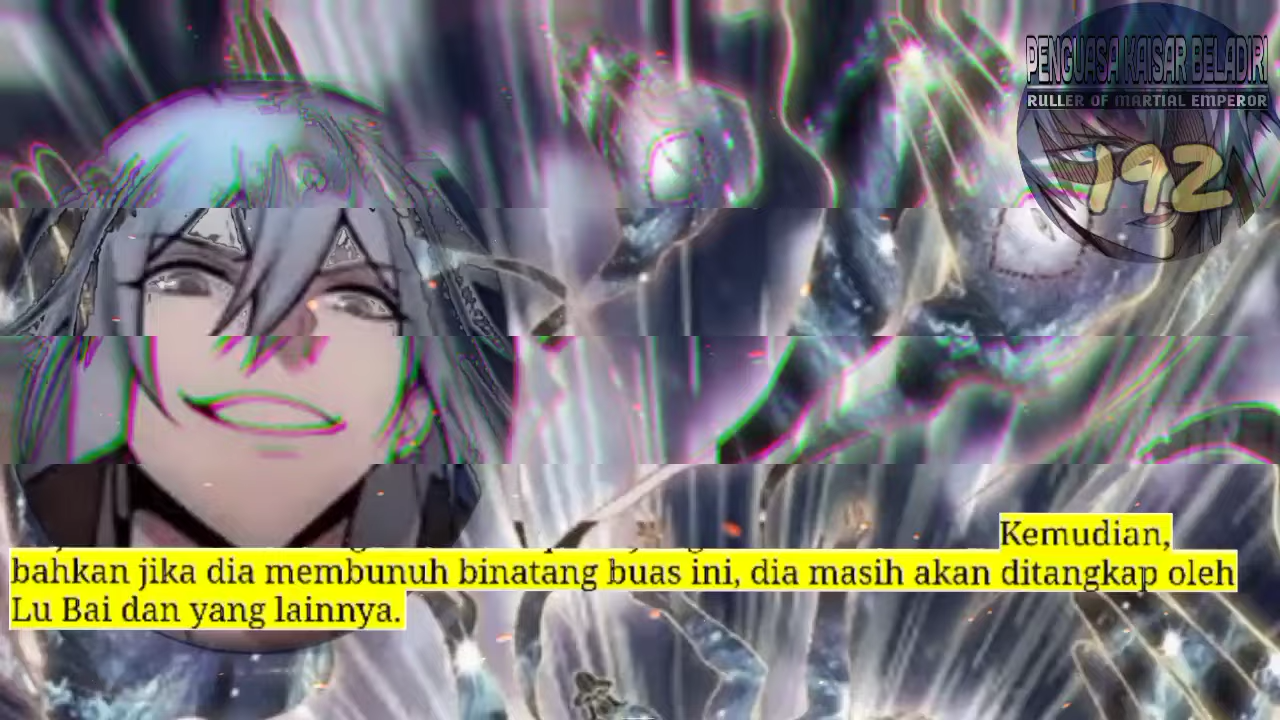 PENGUASA KAISAR BELADIRI
RULLER OF MARTIAL EMPEROR
192
Kemudian,
bahkan jika dia membunuh binatang buas ini, dia masih akan ditangkap oleh
Lu Bai dan yang lainnya.